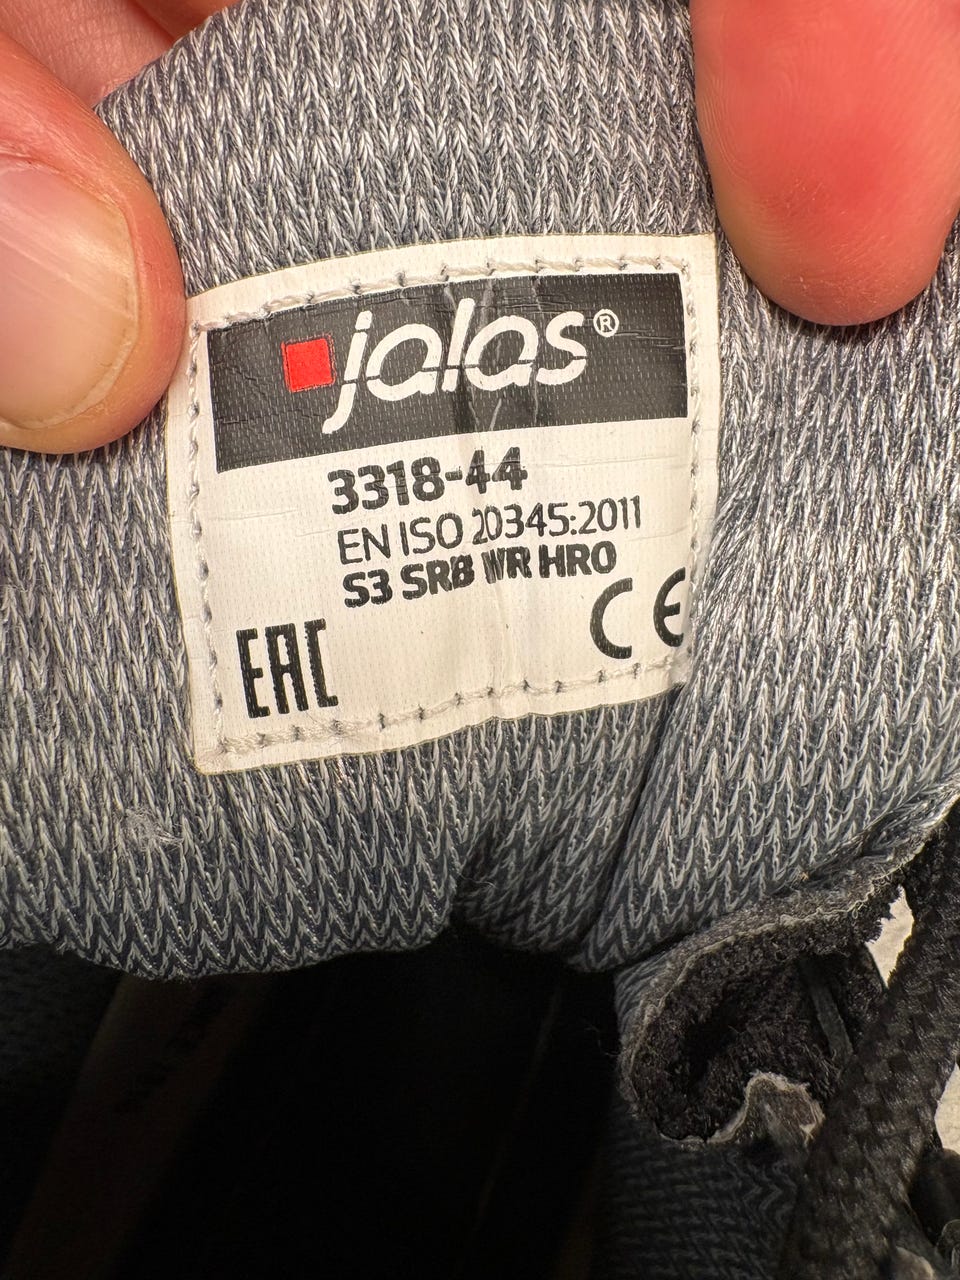 jalas®
3318-44
EN ISO 20345:2011
S3 SRB WR HRO
EAC
CE